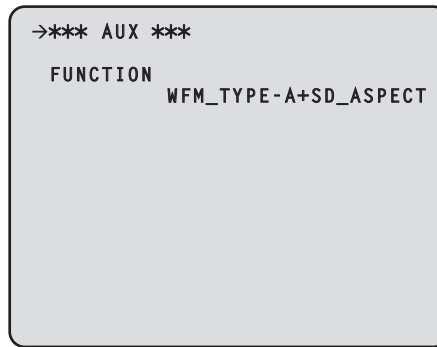 →*** AUX ***
FUNCTION
WFM_TYPE-A+SD_ASPECT